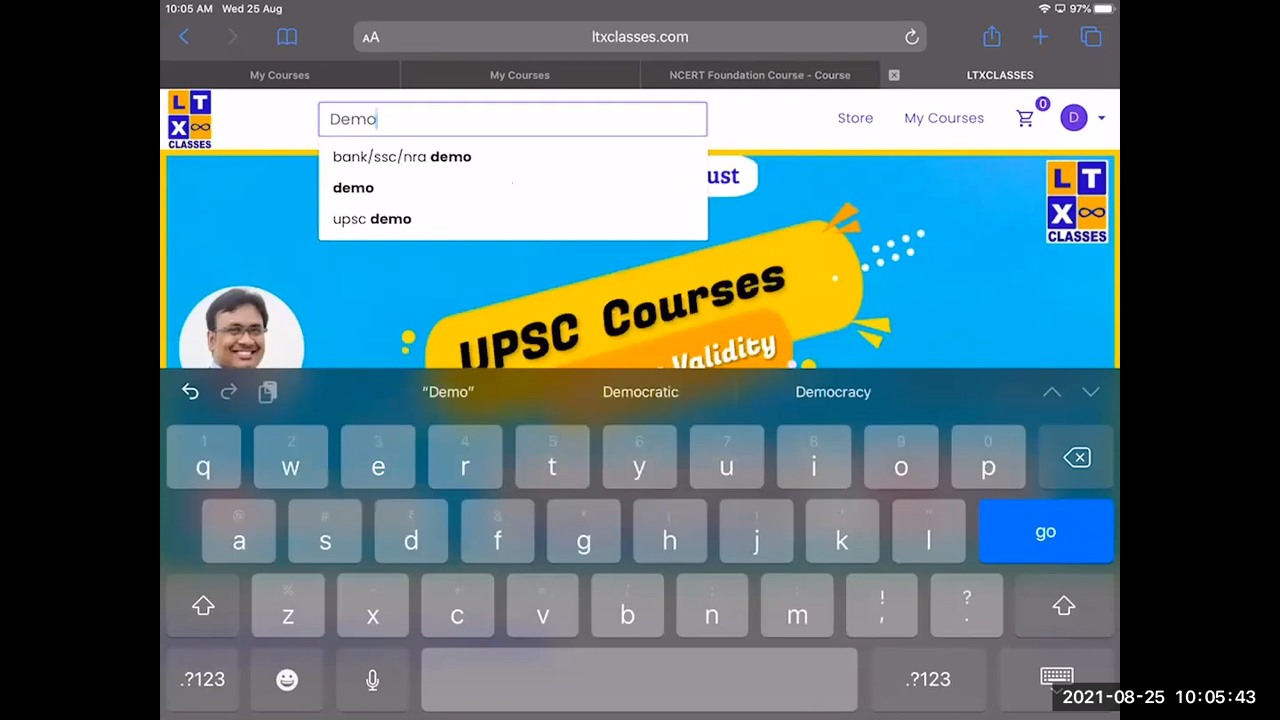 10:05 AM Wed 25 Aug
97%
AA
ltxclasses.com
My Courses
My Courses
NCERT Foundation Course - Course
LTXCLASSES
L T
X ∞
CLASSES
Demo
Store
My Courses
0
D
bank/ssc/nra demo
demo
upsc demo
ust
L T
X ∞
CLASSES
UPSC Courses
Validity
“Demo”
Democratic
Democracy
1 2 3 4 5 6 7 8 9 0
q w e r t y u i o p
@ # ₹ & * ( ) ' "
a s d f g h j k l
go
% - + = / ; :
z x c v b n m ! , ? .
.?123
.?123
2021-08-25 10:05:43